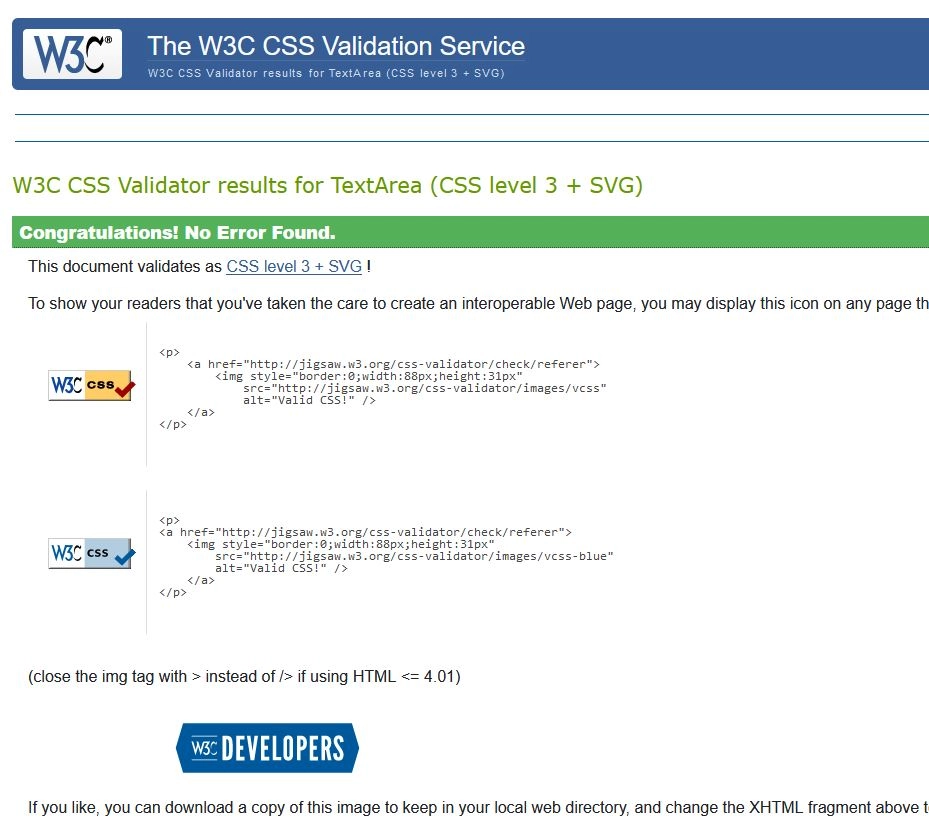 W3C®
The W3C CSS Validation Service
W3C CSS Validator results for TextArea (CSS level 3 + SVG)
W3C CSS Validator results for TextArea (CSS level 3 + SVG)
Congratulations! No Error Found.
This document validates as CSS level 3 + SVG !
To show your readers that you've taken the care to create an interoperable Web page, you may display this icon on any page th
W3C css
<p>
<a href="http://jigsaw.w3.org/css-validator/check/referer">
<img style="border:0;width:88px;height:31px"
src="http://jigsaw.w3.org/css-validator/images/vcss"
alt="Valid CSS!" />
</a>
</p>
W3C css
<p>
<a href="http://jigsaw.w3.org/css-validator/check/referer">
<img style="border:0;width:88px;height:31px"
src="http://jigsaw.w3.org/css-validator/images/vcss-blue"
alt="Valid CSS!" />
</a>
</p>
(close the img tag with > instead of /> if using HTML <= 4.01)
W3C DEVELOPERS
If you like, you can download a copy of this image to keep in your local web directory, and change the XHTML fragment above t